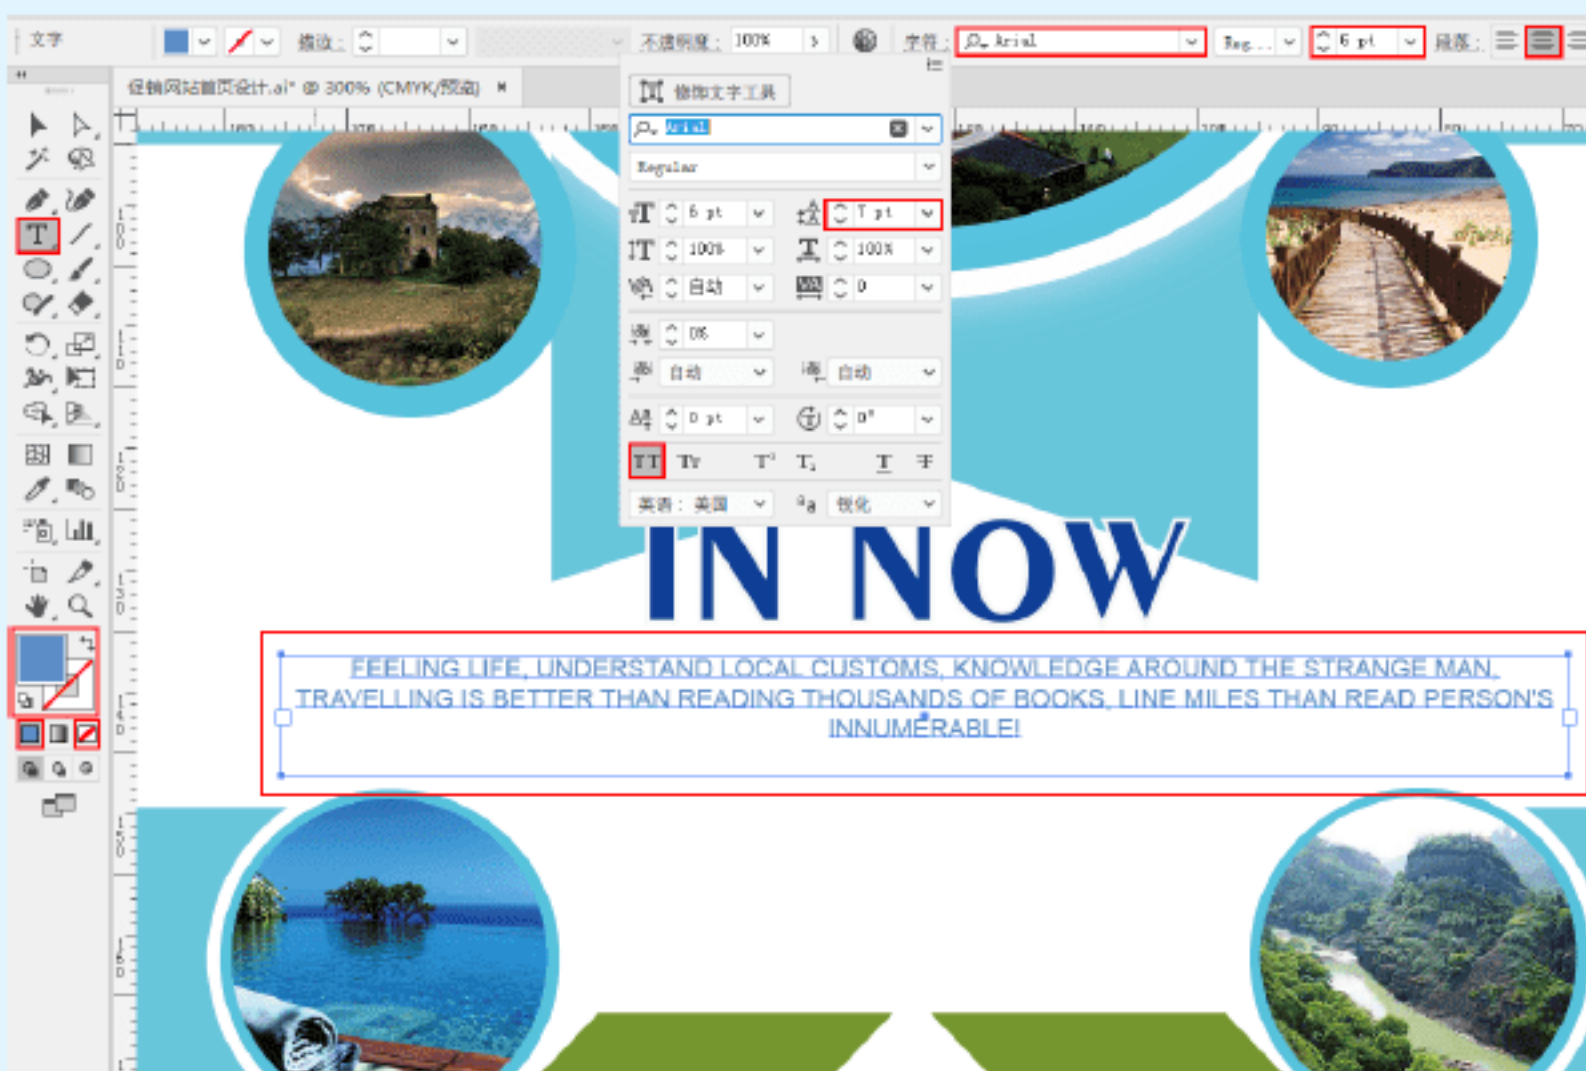 文字
描边:
不透明度: 100%
字符:
Arial
Reg...
6 pt
段落:
促销网站首页设计.ai* @ 300% (CMYK/预览)
修饰文字工具
Arial
Regular
6 pt
7 pt
100%
100%
自动
0
0%
自动
自动
0 pt
0°
英语: 美国
锐化
IN NOW
FEELING LIFE, UNDERSTAND LOCAL CUSTOMS, KNOWLEDGE AROUND THE STRANGE MAN,
TRAVELLING IS BETTER THAN READING THOUSANDS OF BOOKS, LINE MILES THAN READ PERSON'S
INNUMERABLE!